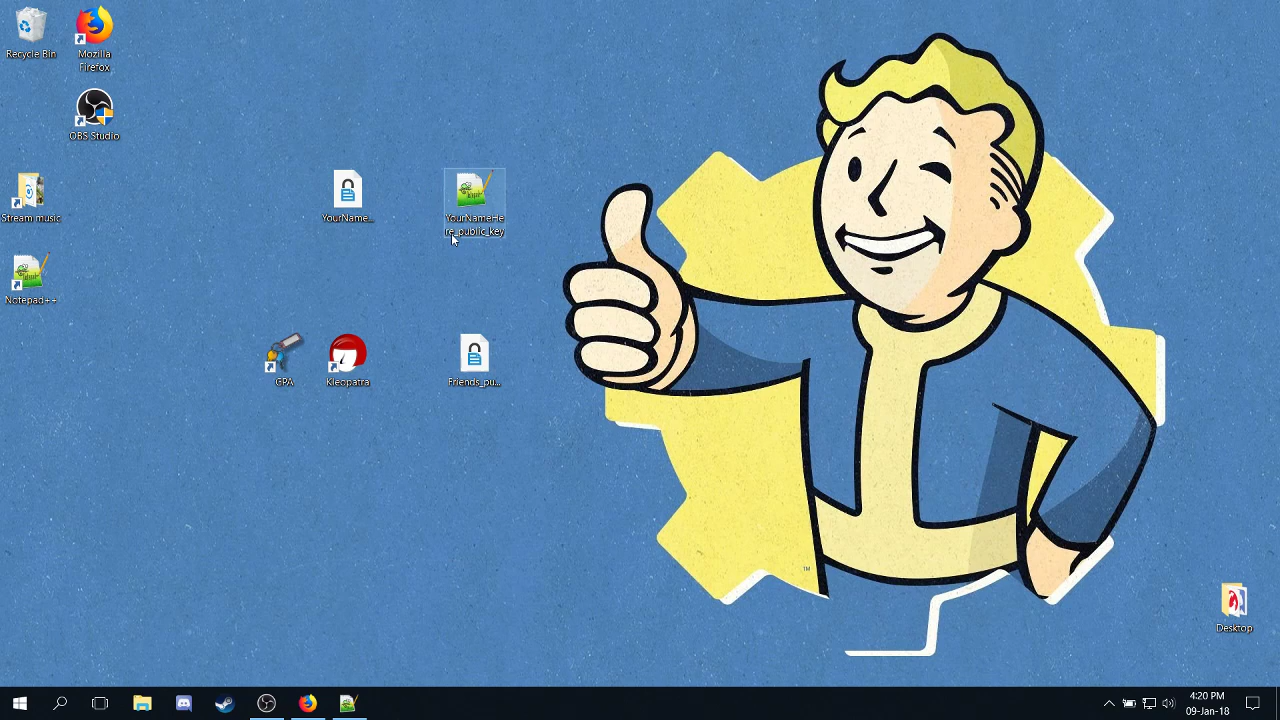 Recycle Bin
Mozilla
Firefox
OBS Studio
Stream music
YourName...
YourNameHe
re_public_key
Notepad++
GPA
Kleopatra
Friends_pu...
TM
Desktop
4:20 PM
09-Jan-18